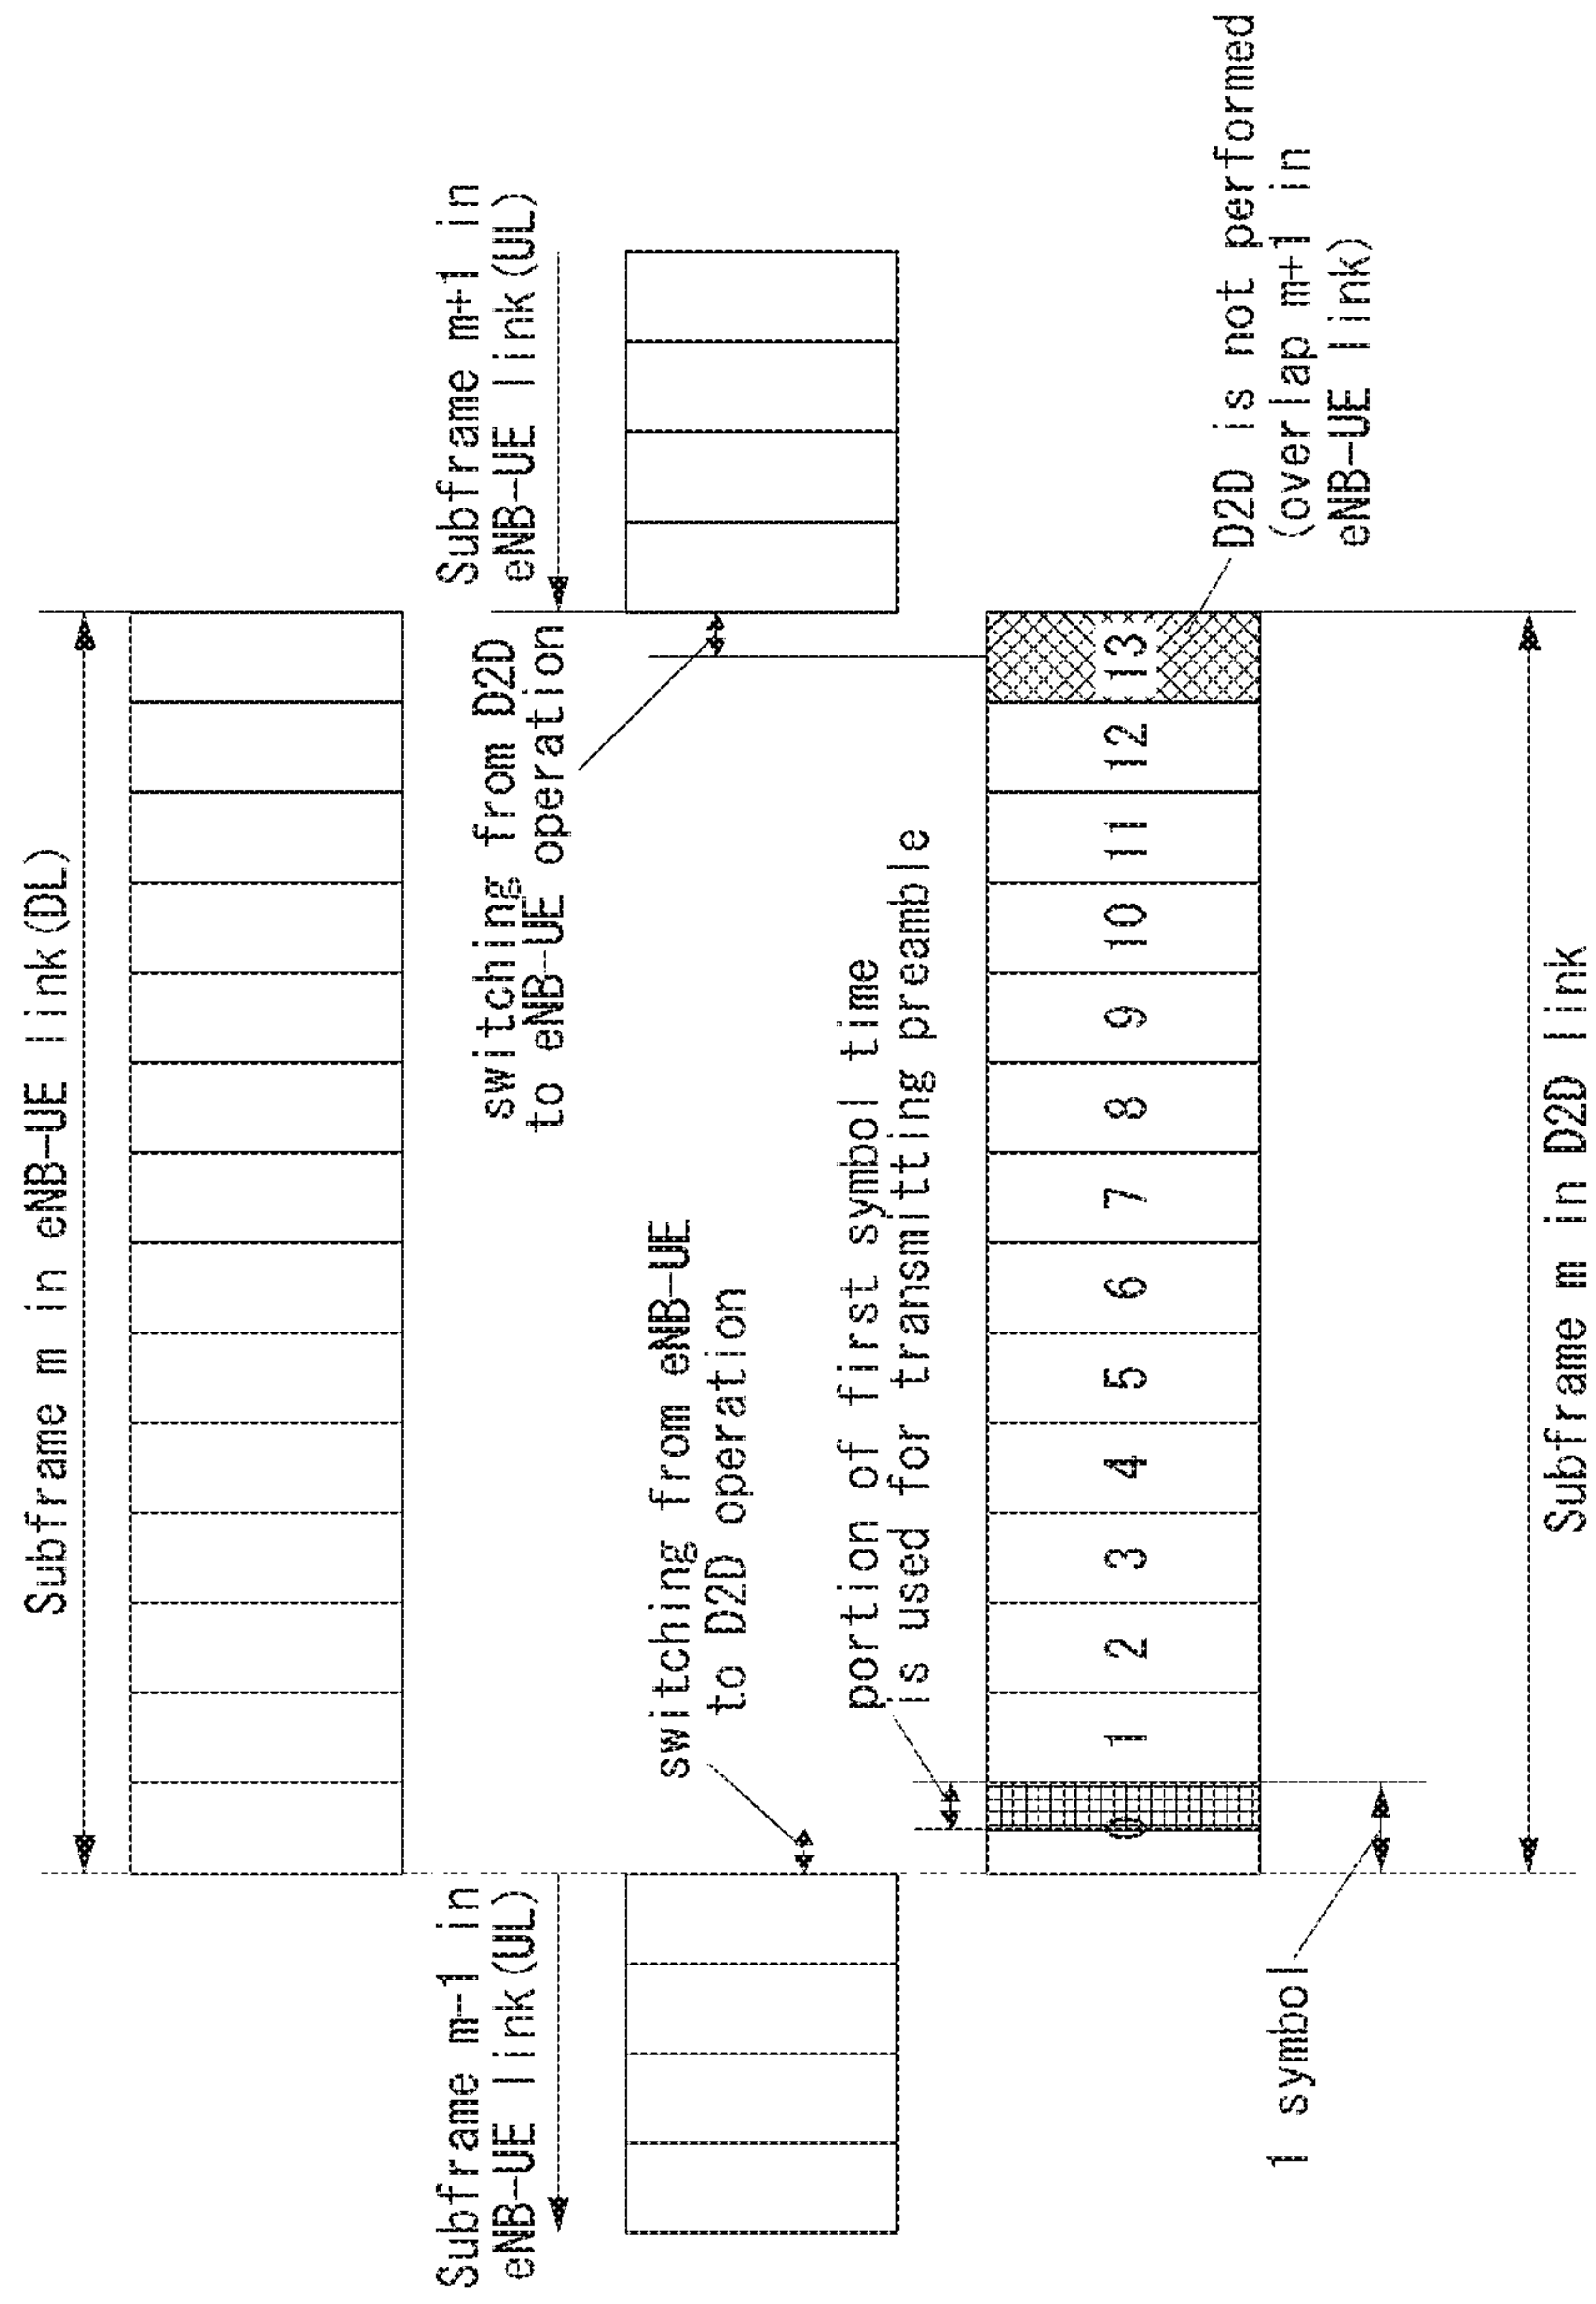 Subframe m in eNB-UE link(DL)
Subframe m-1 in
eNB-UE link(UL)
switching from D2D
to eNB-UE operation
Subframe m+1 in
eNB-UE link(UL)
switching from eNB-UE
to D2D operation
portion of first symbol time
is used for transmitting preamble
0 1 2 3 4 5 6 7 8 9 10 11 12 13
D2D is not performed
(overlap m+1 in
eNB-UE link)
1 symbol
Subframe m in D2D link